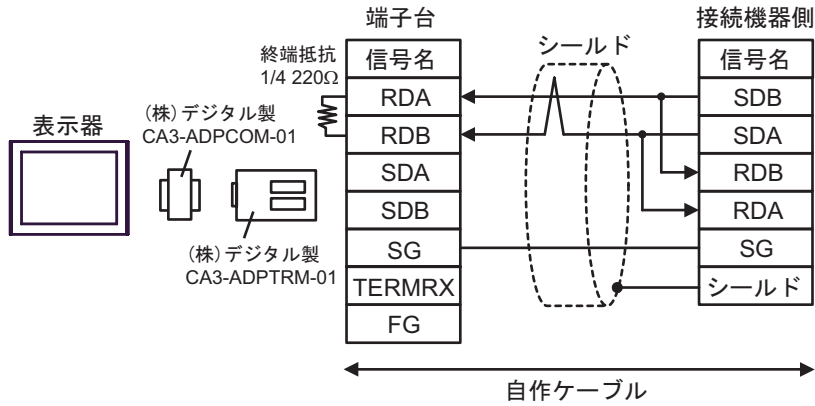 端子台
接続機器側
終端抵抗
1/4 220Ω
シールド
信号名
信号名
RDA
SDB
RDB
SDA
SDA
RDB
SDB
RDA
SG
SG
TERMRX
シールド
FG
表示器
(株)デジタル製
CA3-ADPCOM-01
(株)デジタル製
CA3-ADPTRM-01
自作ケーブル